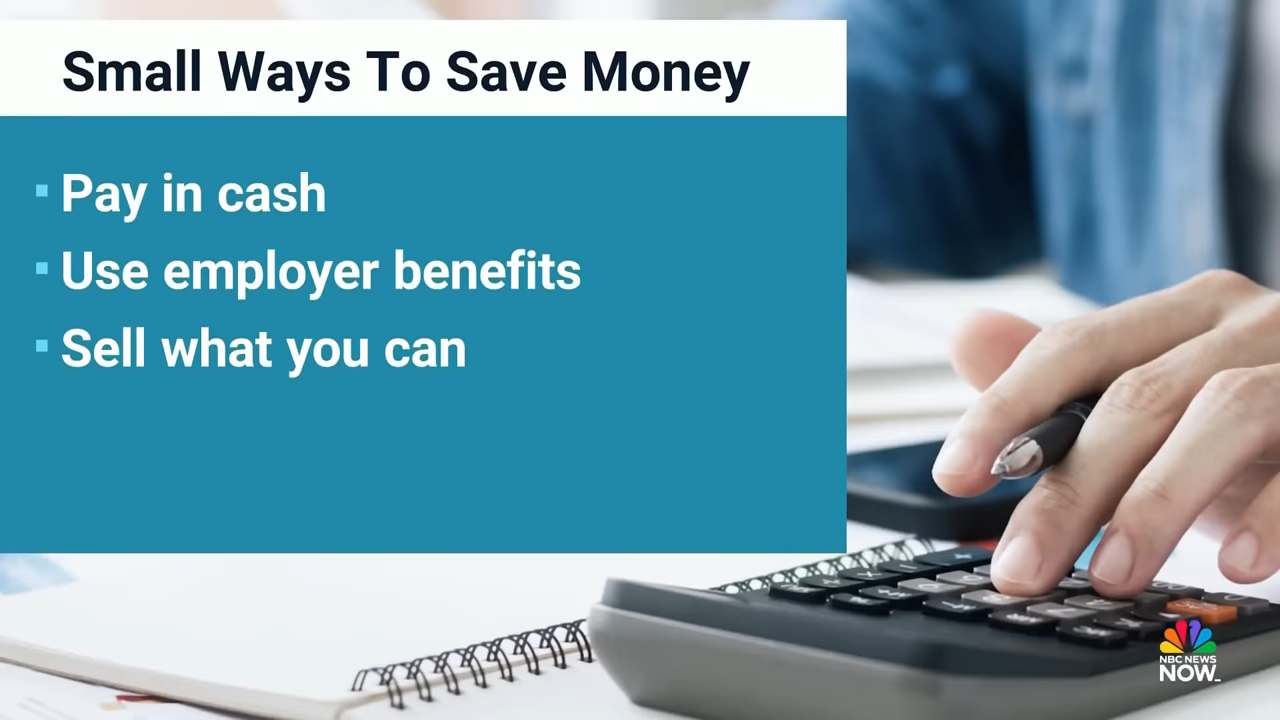 Small Ways To Save Money
Pay in cash
Use employer benefits
Sell what you can
NBC NEWS
NOW